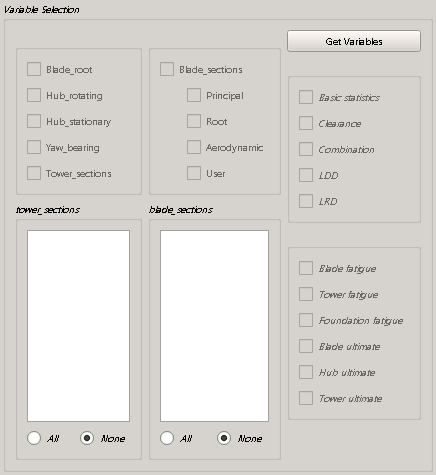 Variable Selection
Get Variables
Blade_root
Hub_rotating
Hub_stationary
Yaw_bearing
Tower_sections
Blade_sections
Principal
Root
Aerodynamic
User
Basic statistics
Clearance
Combination
LDD
LRD
tower_sections
All
None
blade_sections
All
None
Blade fatigue
Tower fatigue
Foundation fatigue
Blade ultimate
Hub ultimate
Tower ultimate